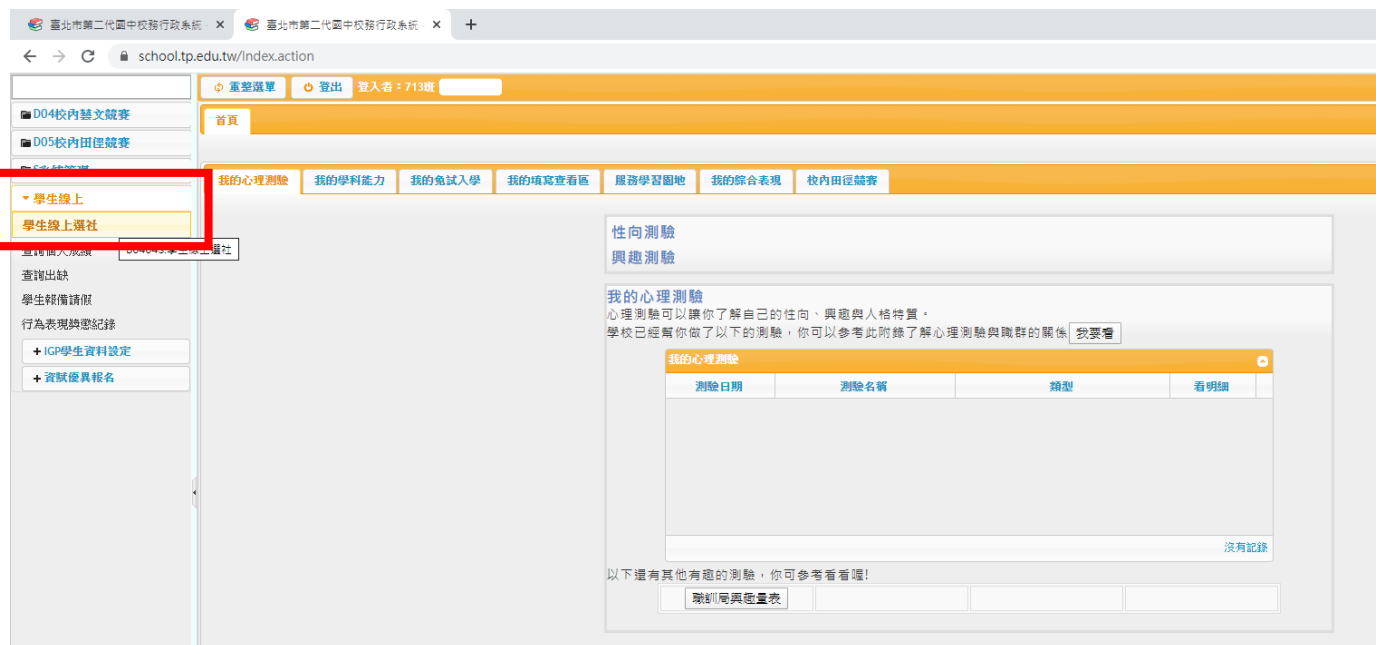 臺北市第二代國中校務行政系統 - × 臺北市第二代國中校務行政系統 - × +
school.tp.edu.tw/Index.action
重整選單 登出 登入者：713班
D04校內藝文競賽
首頁
D05校內田徑競賽
我的心理測驗 我的學科能力 我的免試入學 我的填寫查看區 服務學習園地 我的綜合表現 校內田徑競賽
學生線上
學生線上選社
性向測驗
興趣測驗
查詢個人成績
查詢出缺
學生報備請假
行為表現獎懲紀錄
+ IGP學生資料設定
+ 資賦優異報名
我的心理測驗
心理測驗可以讓你了解自己的性向、興趣與人格特質。
學校已經幫你做了以下的測驗，你可以參考此附錄了解心理測驗與職群的關係 我要看
我的心理測驗
測驗日期 測驗名稱 類型 看明細
沒有記錄
以下還有其他有趣的測驗，你可參考看看喔!
職訓局興趣量表